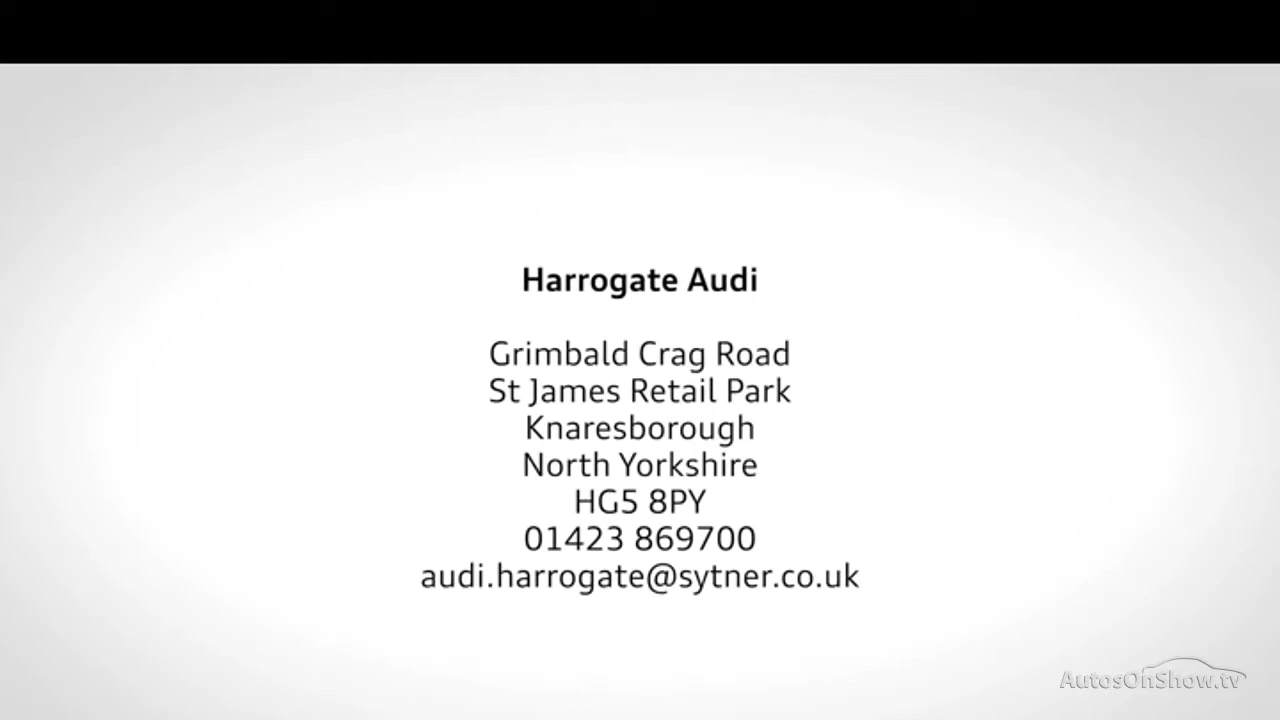 Harrogate Audi
Grimbald Crag Road
St James Retail Park
Knaresborough
North Yorkshire
HG5 8PY
01423 869700
audi.harrogate@sytner.co.uk
AutosOnShow.tv